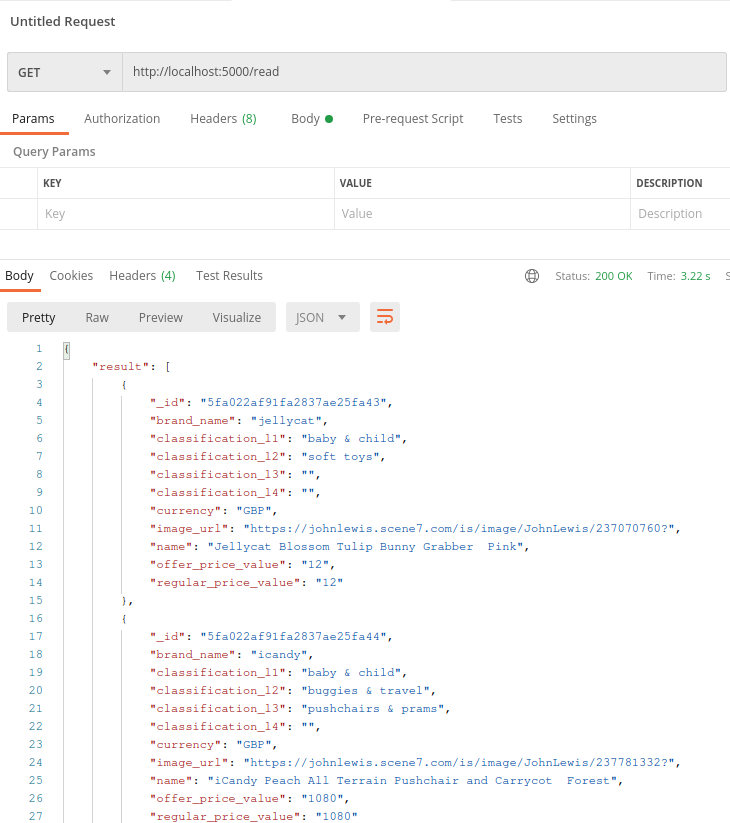 Untitled Request
GET http://localhost:5000/read
Params Authorization Headers (8) Body Pre-request Script Tests Settings
Query Params
KEY VALUE DESCRIPTION
Key Value Description
Body Cookies Headers (4) Test Results Status: 200 OK Time: 3.22 s S
Pretty Raw Preview Visualize JSON
1 {
2 "result": [
3 {
4 "_id": "5fa022af91fa2837ae25fa43",
5 "brand_name": "jellycat",
6 "classification_l1": "baby & child",
7 "classification_l2": "soft toys",
8 "classification_l3": "",
9 "classification_l4": "",
10 "currency": "GBP",
11 "image_url": "https://johnlewis.scene7.com/is/image/JohnLewis/237070760?",
12 "name": "Jellycat Blossom Tulip Bunny Grabber  Pink",
13 "offer_price_value": "12",
14 "regular_price_value": "12"
15 },
16 {
17 "_id": "5fa022af91fa2837ae25fa44",
18 "brand_name": "icandy",
19 "classification_l1": "baby & child",
20 "classification_l2": "buggies & travel",
21 "classification_l3": "pushchairs & prams",
22 "classification_l4": "",
23 "currency": "GBP",
24 "image_url": "https://johnlewis.scene7.com/is/image/JohnLewis/237781332?",
25 "name": "iCandy Peach All Terrain Pushchair and Carrycot  Forest",
26 "offer_price_value": "1080",
27 "regular_price_value": "1080"